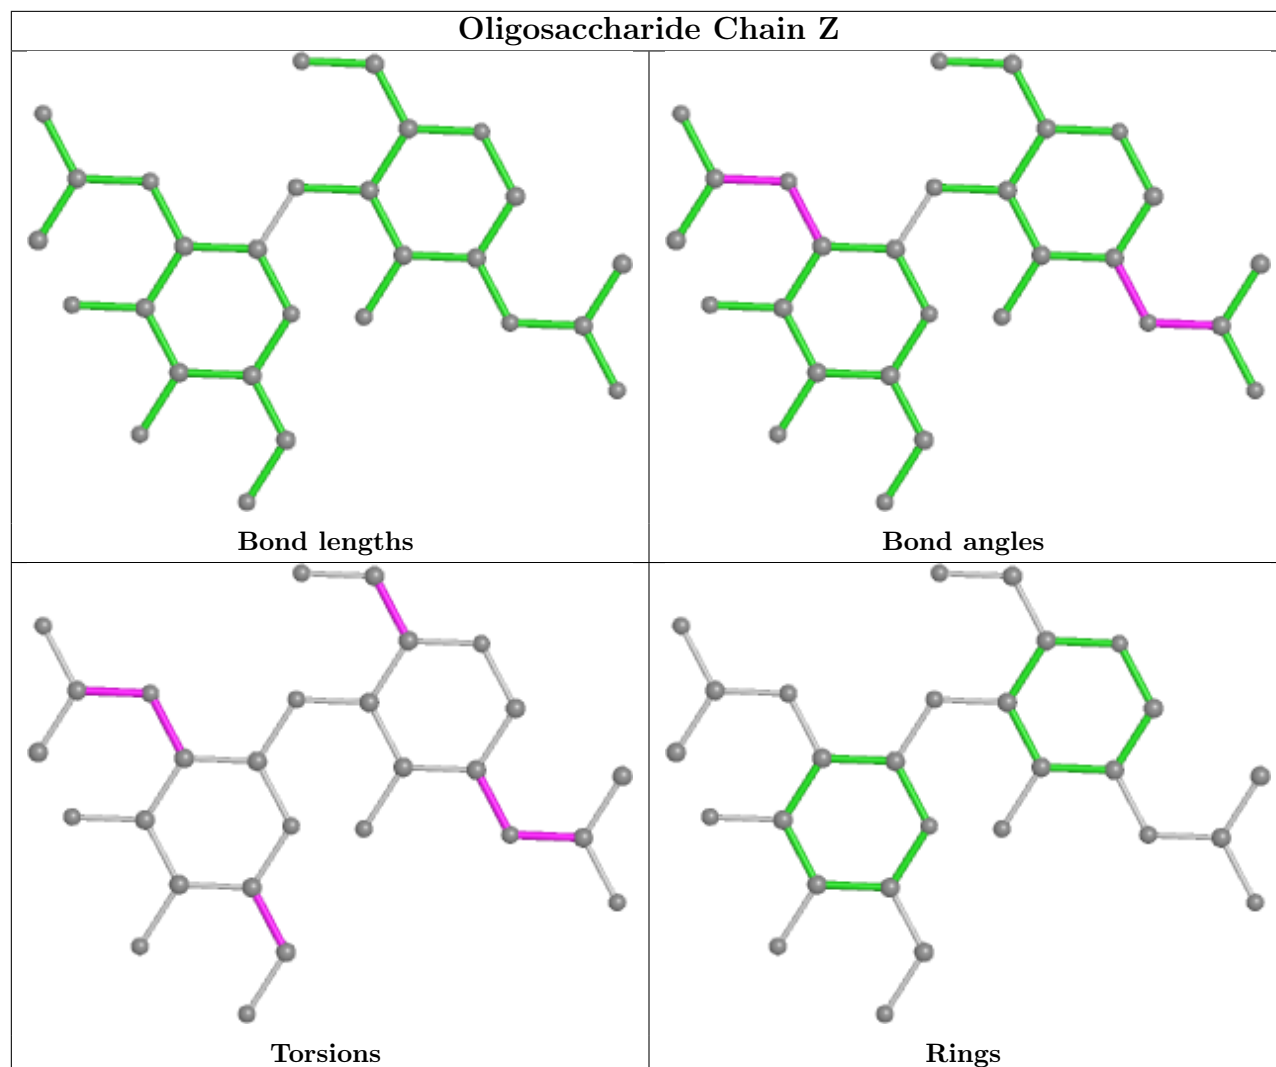 Oligosaccharide Chain Z
Bond lengths
Bond angles
Torsions
Rings